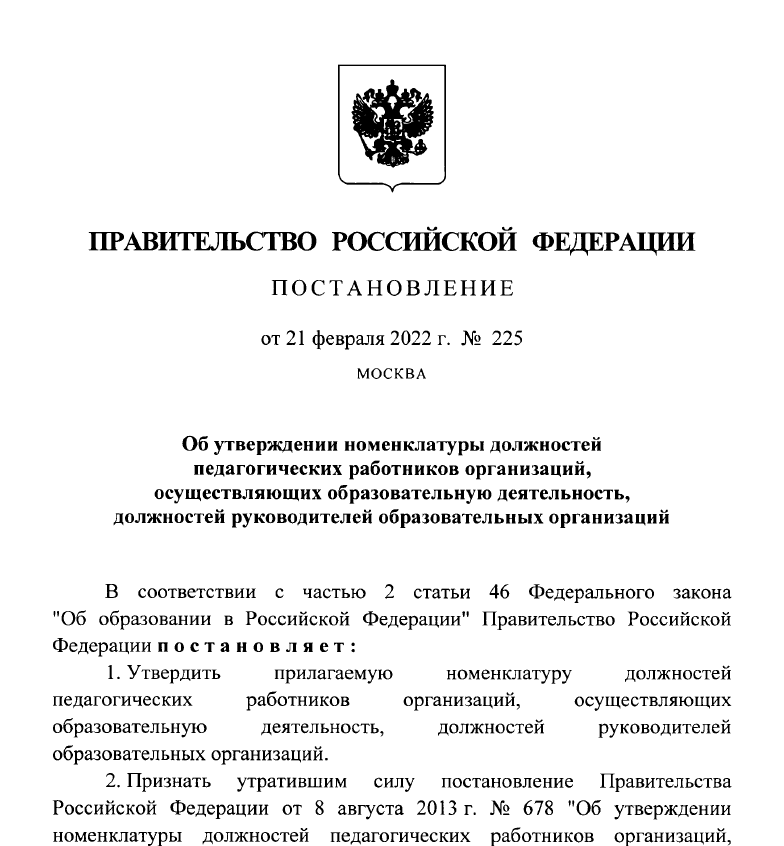 ПРАВИТЕЛЬСТВО РОССИЙСКОЙ ФЕДЕРАЦИИ
ПОСТАНОВЛЕНИЕ
от 21 февраля 2022 г. № 225
МОСКВА
Об утверждении номенклатуры должностей
педагогических работников организаций,
осуществляющих образовательную деятельность,
должностей руководителей образовательных организаций
В соответствии с частью 2 статьи 46 Федерального закона
"Об образовании в Российской Федерации" Правительство Российской
Федерации постановляет:
1. Утвердить прилагаемую номенклатуру должностей
педагогических работников организаций, осуществляющих
образовательную деятельность, должностей руководителей
образовательных организаций.
2. Признать утратившим силу постановление Правительства
Российской Федерации от 8 августа 2013 г. № 678 "Об утверждении
номенклатуры должностей педагогических работников организаций,